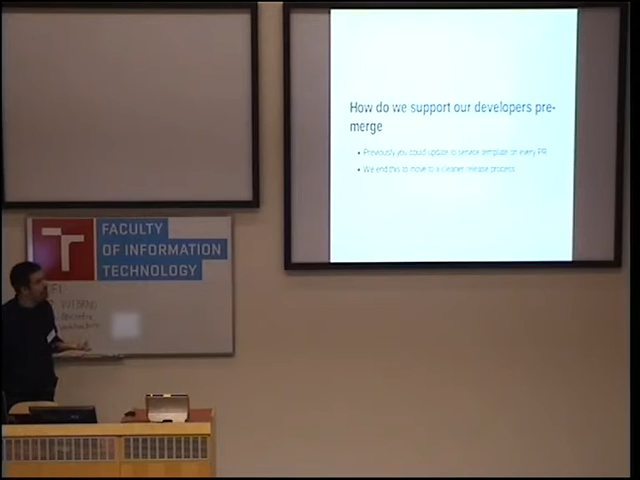 How do we support our developers pre-
merge
• Previously you could update io service template on every PR
• We end this to move to a cleaner release process
T
FACULTY
OF INFORMATION
TECHNOLOGY